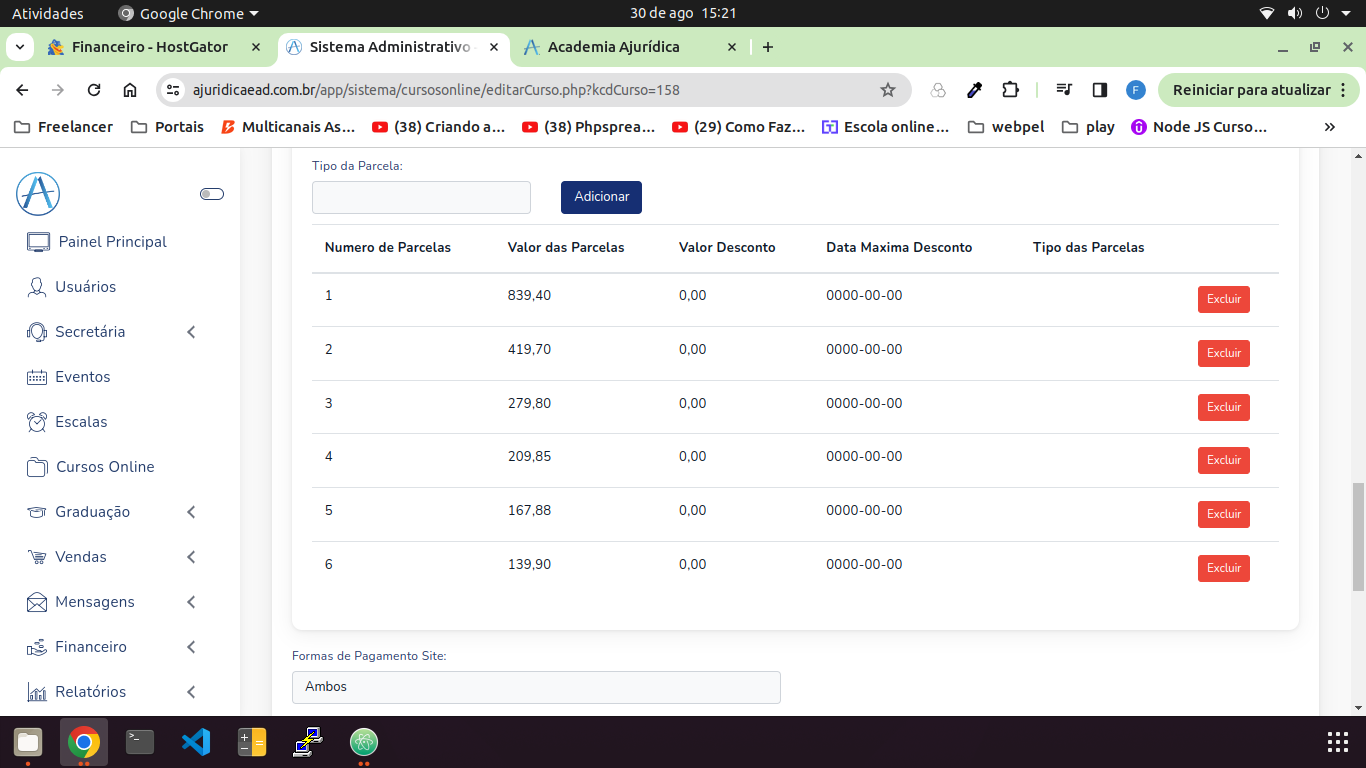 Atividades
Google Chrome
30 de ago 15:21
Financeiro - HostGator
Sistema Administrativo -
Academia Ajurídica
ajuridicaead.com.br/app/sistema/cursosonline/editarCurso.php?kcdCurso=158
F
Reiniciar para atualizar
Freelancer
Portais
Multicanais As...
(38) Criando a...
(38) Phpsprea...
(29) Como Faz...
Escola online...
webpel
play
Node JS Curso...
Painel Principal
Usuários
Secretária
Eventos
Escalas
Cursos Online
Graduação
Vendas
Mensagens
Financeiro
Relatórios
Tipo da Parcela:
Adicionar
Numero de Parcelas Valor das Parcelas Valor Desconto Data Maxima Desconto Tipo das Parcelas
1 839,40 0,00 0000-00-00 Excluir
2 419,70 0,00 0000-00-00 Excluir
3 279,80 0,00 0000-00-00 Excluir
4 209,85 0,00 0000-00-00 Excluir
5 167,88 0,00 0000-00-00 Excluir
6 139,90 0,00 0000-00-00 Excluir
Formas de Pagamento Site:
Ambos